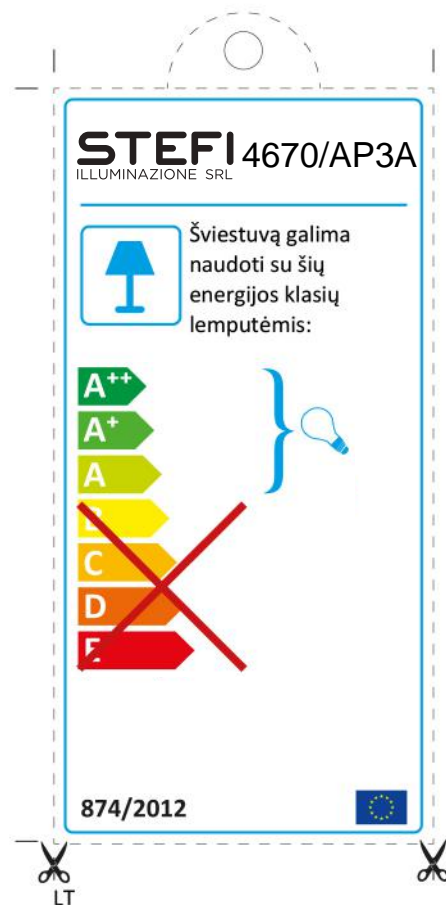 STEFI 4670/AP3A
ILLUMINAZIONE SRL
Šviestuvą galima
naudoti su šių
energijos klasių
lemputėmis:
A++
A+
A
B
C
D
E
874/2012
LT